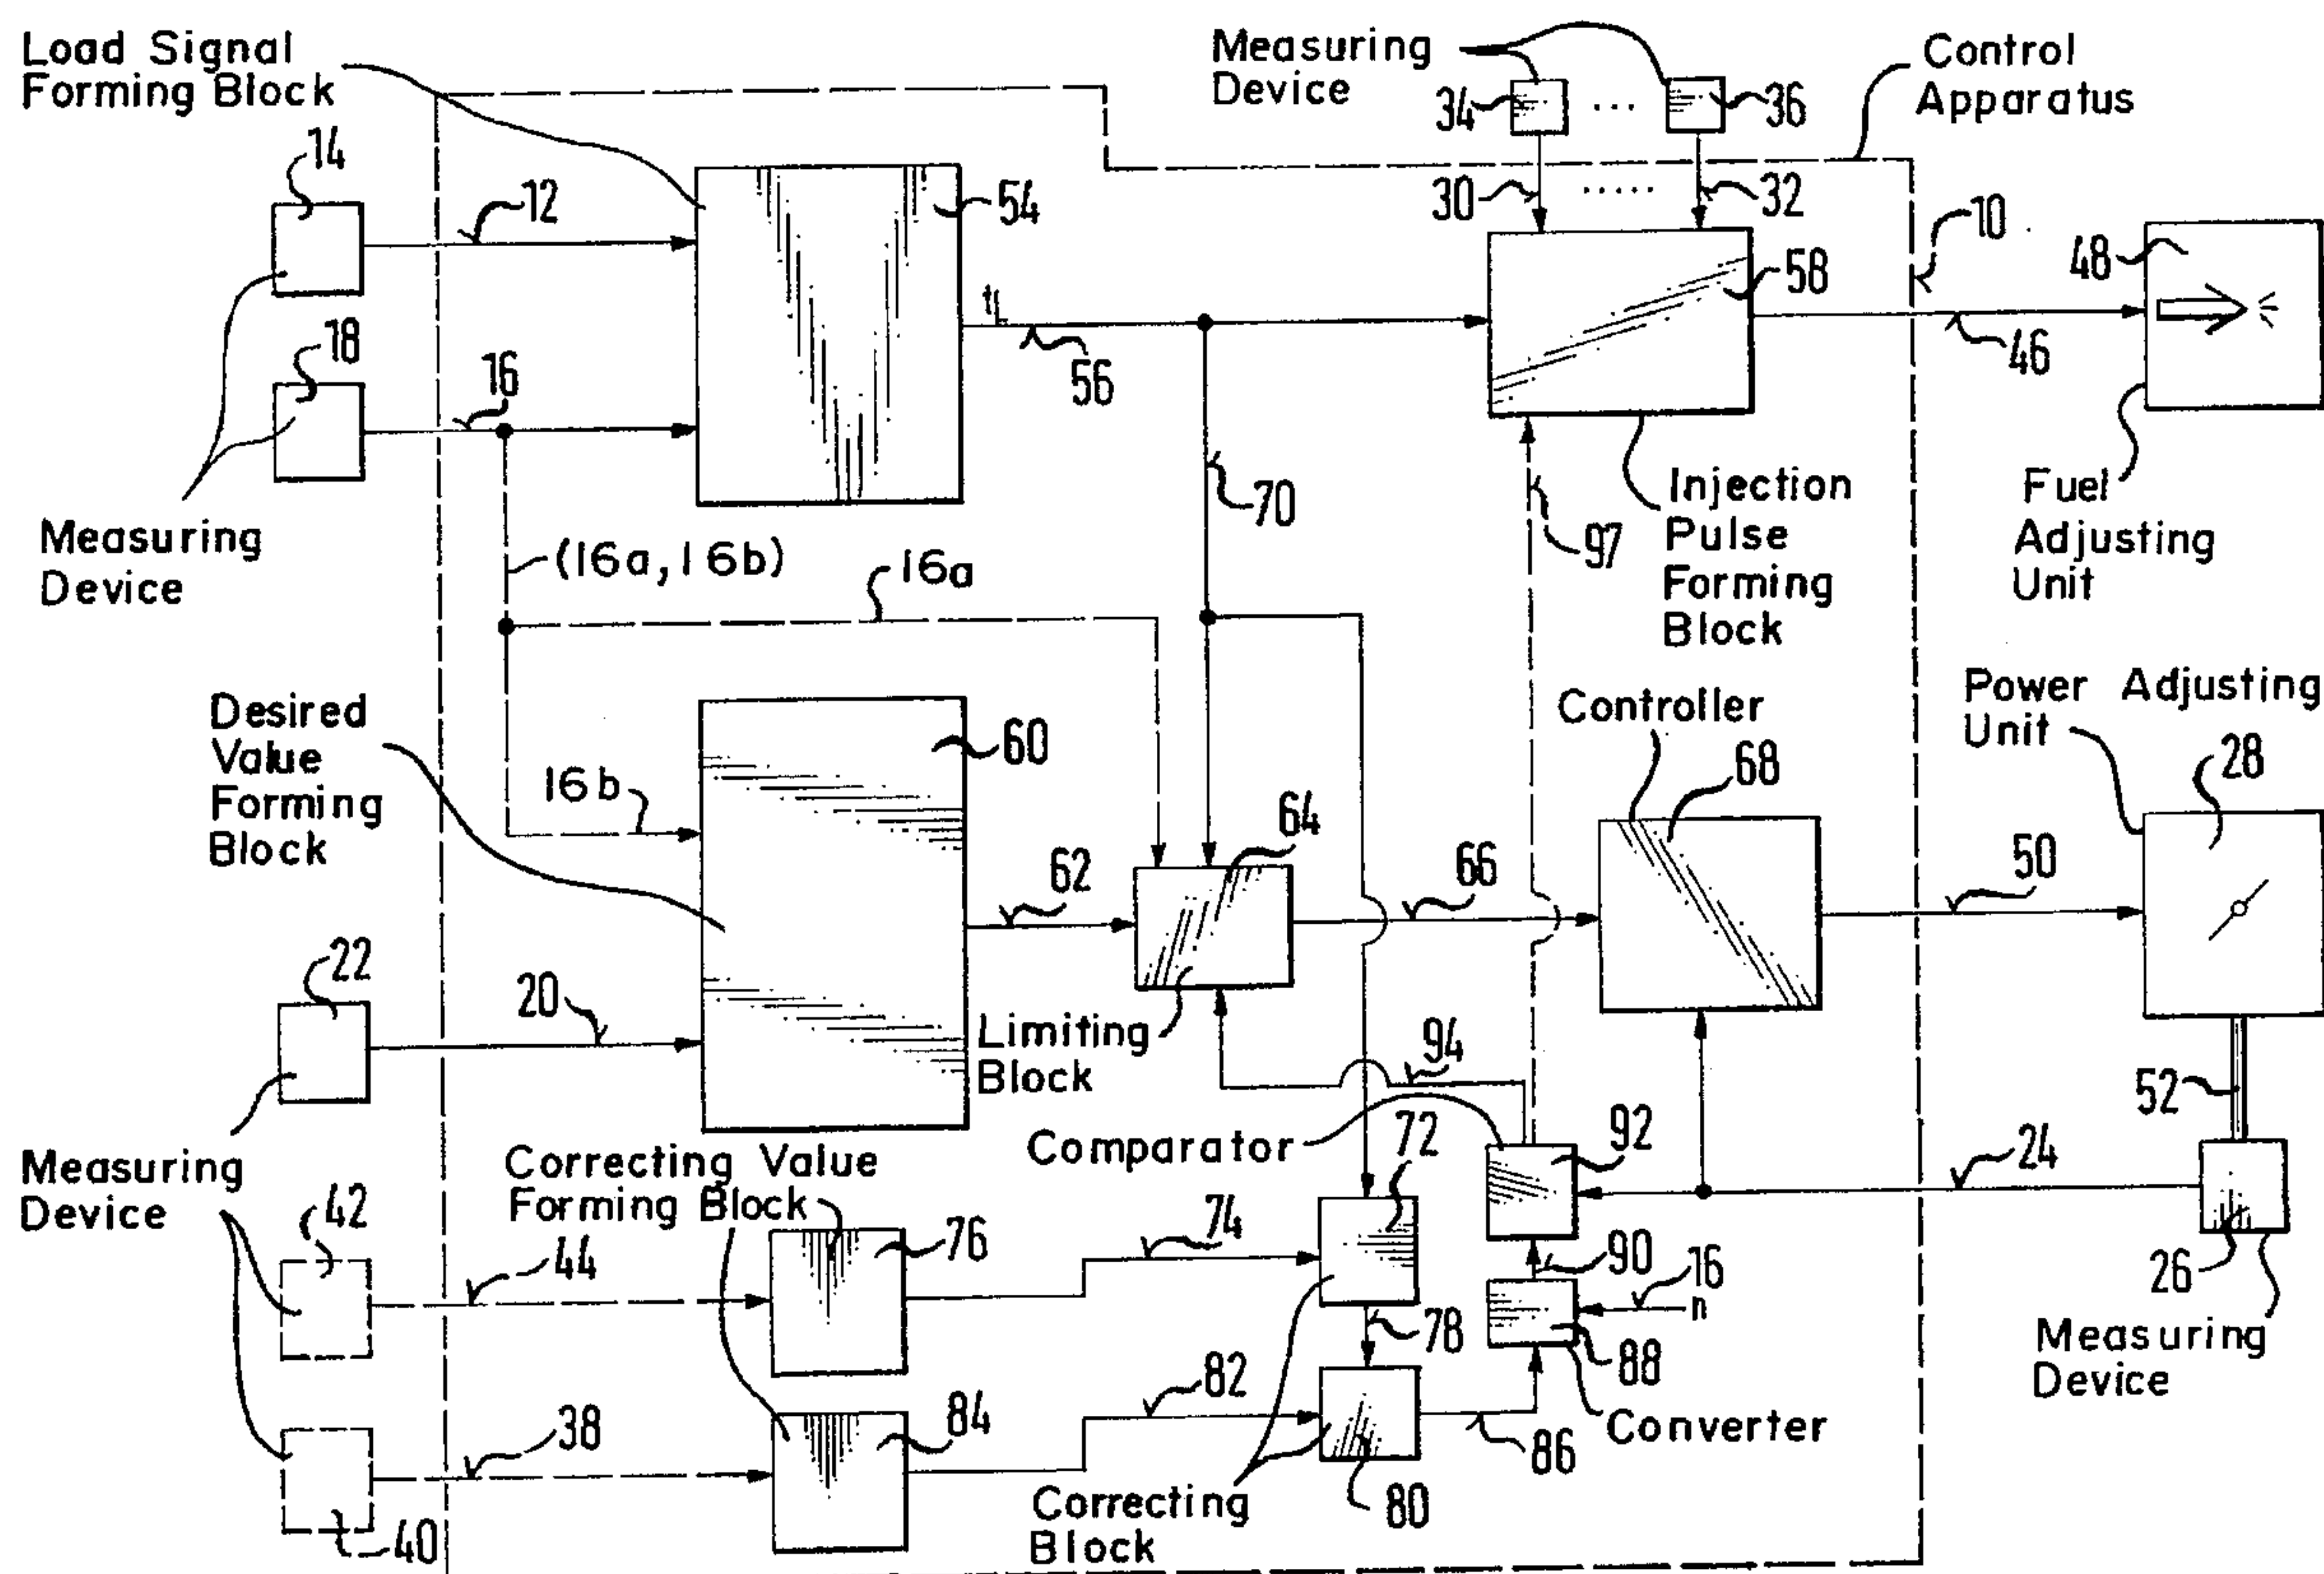 Load Signal
Forming Block
Measuring
Device
34
. . .
36
Control
Apparatus
14
12
54
30
.....
32
10
48
58
18
16
tL
56
46
Measuring
Device
(16a, 16b)
16a
70
97
Injection
Pulse
Forming
Block
Fuel
Adjusting
Unit
Desired
Value
Forming
Block
60
16b
Controller
68
Power Adjusting
Unit
28
64
62
66
50
22
20
Limiting
Block
94
52
Measuring
Device
Correcting Value
Forming Block
Comparator
72
92
24
42
44
76
74
90
16
n
26
78
88
Measuring
Device
38
84
82
86
Converter
40
Correcting
Block
80